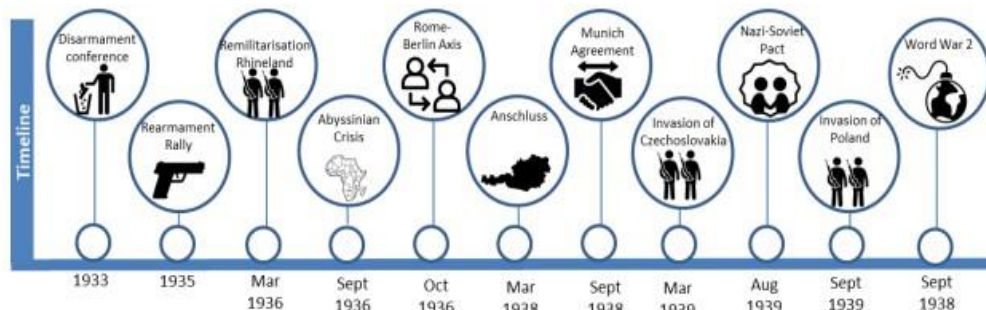 Timeline
Disarmament
conference
Rearmament
Rally
Remilitarisation
Rhineland
Abyssinian
Crisis
Rome-
Berlin Axis
Anschluss
Munich
Agreement
Invasion of
Czechoslovakia
Nazi-Soviet
Pact
Invasion of
Poland
Word War 2
1933
1935
Mar
1936
Sept
1936
Oct
1936
Mar
1938
Sept
1938
Mar
1939
Aug
1939
Sept
1939
Sept
1938